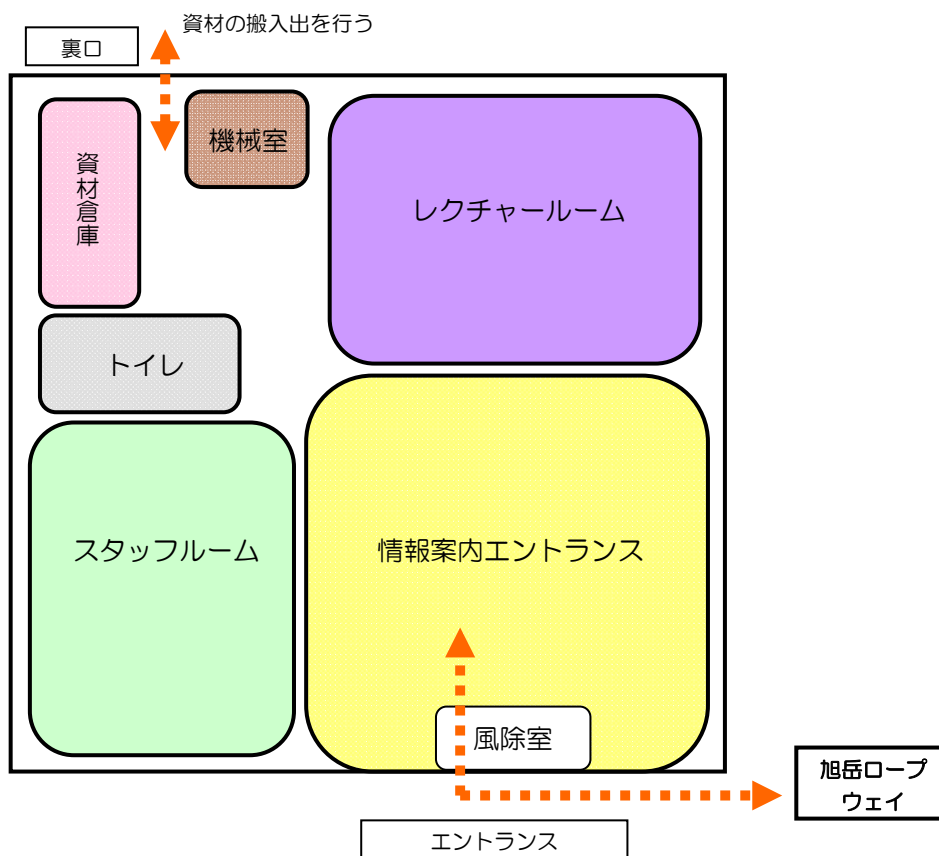 資材の搬入出を行う
裏口
機械室
資材倉庫
レクチャールーム
トイレ
スタッフルーム
情報案内エントランス
風除室
旭岳ロープ
ウェイ
エントランス